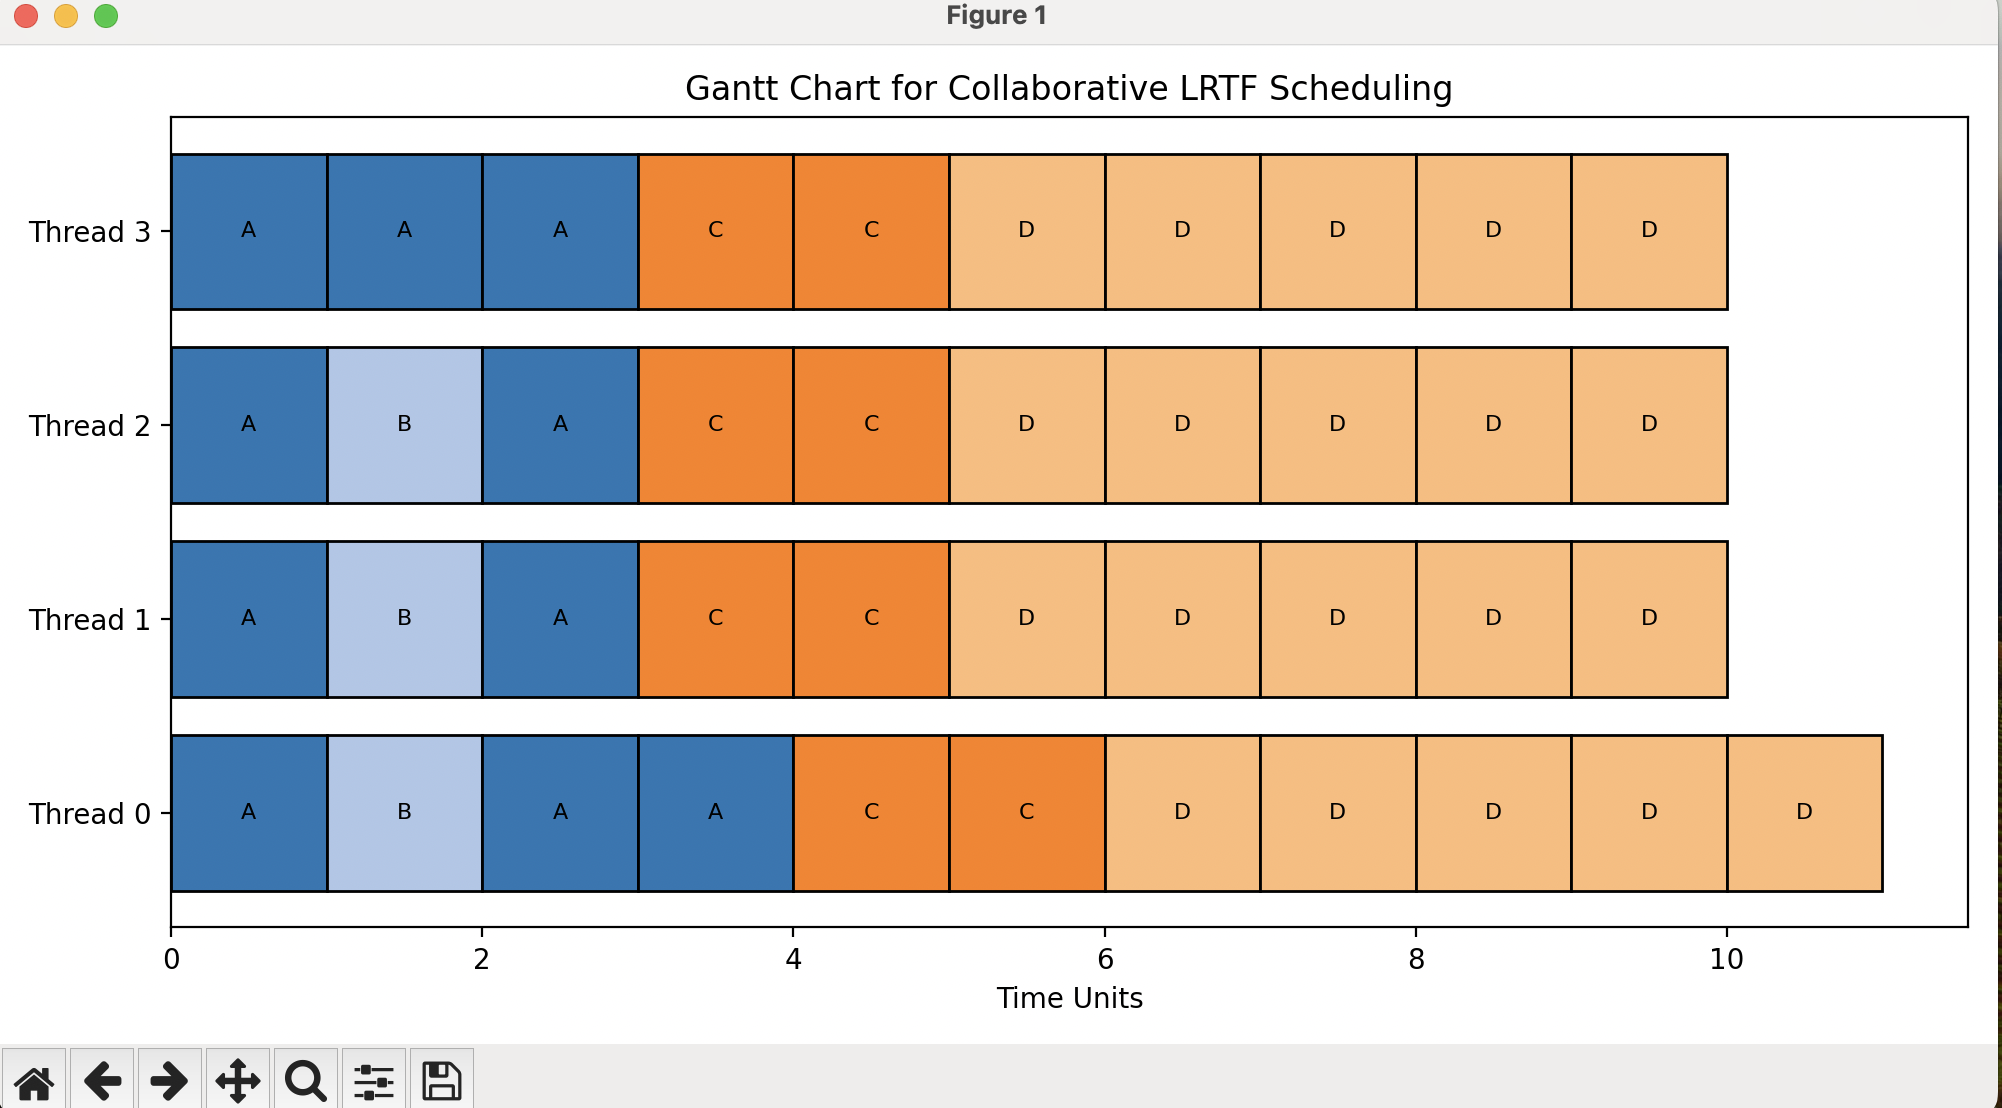 Figure 1
Gantt Chart for Collaborative LRTF Scheduling
Thread 3 A A A C C D D D D D
Thread 2 A B A C C D D D D D
Thread 1 A B A C C D D D D D
Thread 0 A B A A C C D D D D D
0 2 4 6 8 10
Time Units